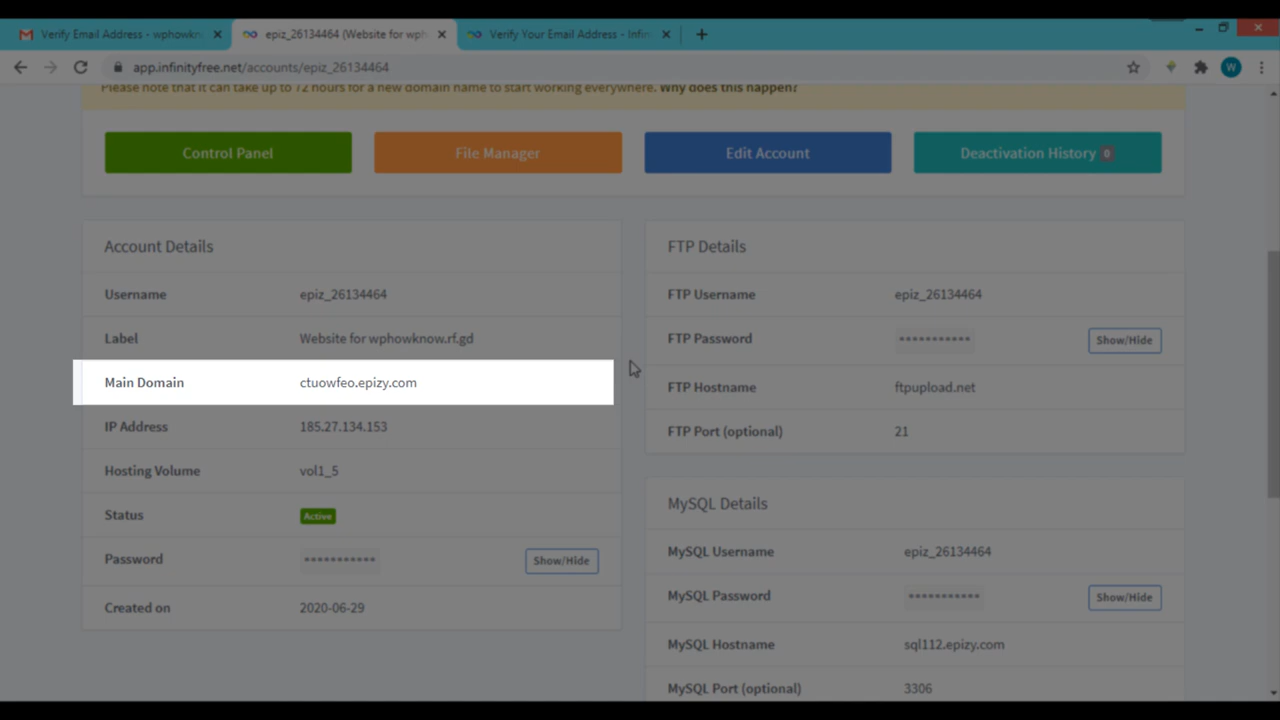 Verify Email Address - wphowkn
epiz_26134464 (Website for wph
Verify Your Email Address - Infin
app.infinityfree.net/accounts/epiz_26134464
W
Please note that it can take up to 72 hours for a new domain name to start working everywhere. Why does this happen?
Control Panel
File Manager
Edit Account
Deactivation History 0
Account Details
Username epiz_26134464
Label Website for wphowknow.rf.gd
Main Domain ctuowfeo.epizy.com
IP Address 185.27.134.153
Hosting Volume vol1_5
Status Active
Password *********** Show/Hide
Created on 2020-06-29
FTP Details
FTP Username epiz_26134464
FTP Password *********** Show/Hide
FTP Hostname ftpupload.net
FTP Port (optional) 21
MySQL Details
MySQL Username epiz_26134464
MySQL Password *********** Show/Hide
MySQL Hostname sql112.epizy.com
MySQL Port (optional) 3306